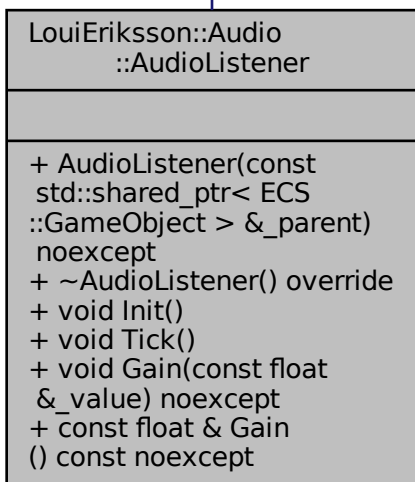 LouiEriksson::Audio
::AudioListener
+ AudioListener(const
std::shared_ptr< ECS
::GameObject > &_parent)
noexcept
+ ~AudioListener() override
+ void Init()
+ void Tick()
+ void Gain(const float
&_value) noexcept
+ const float & Gain
() const noexcept